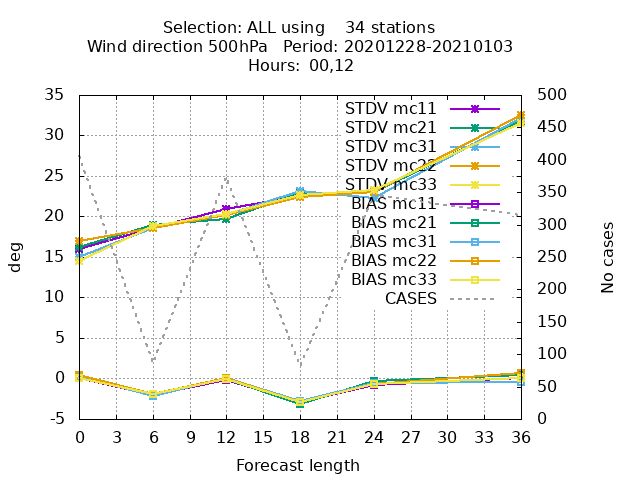 Selection: ALL using 34 stations
Wind direction 500hPa Period: 20201228-20210103
Hours: 00,12
35
30
25
20
15
10
5
0
-5
deg
STDV mc11
STDV mc21
STDV mc31
STDV mc22
STDV mc33
BIAS mc11
BIAS mc21
BIAS mc31
BIAS mc22
BIAS mc33
CASES
500
450
400
350
300
250
200
150
100
50
0
No cases
0 3 6 9 12 15 18 21 24 27 30 33 36
Forecast length